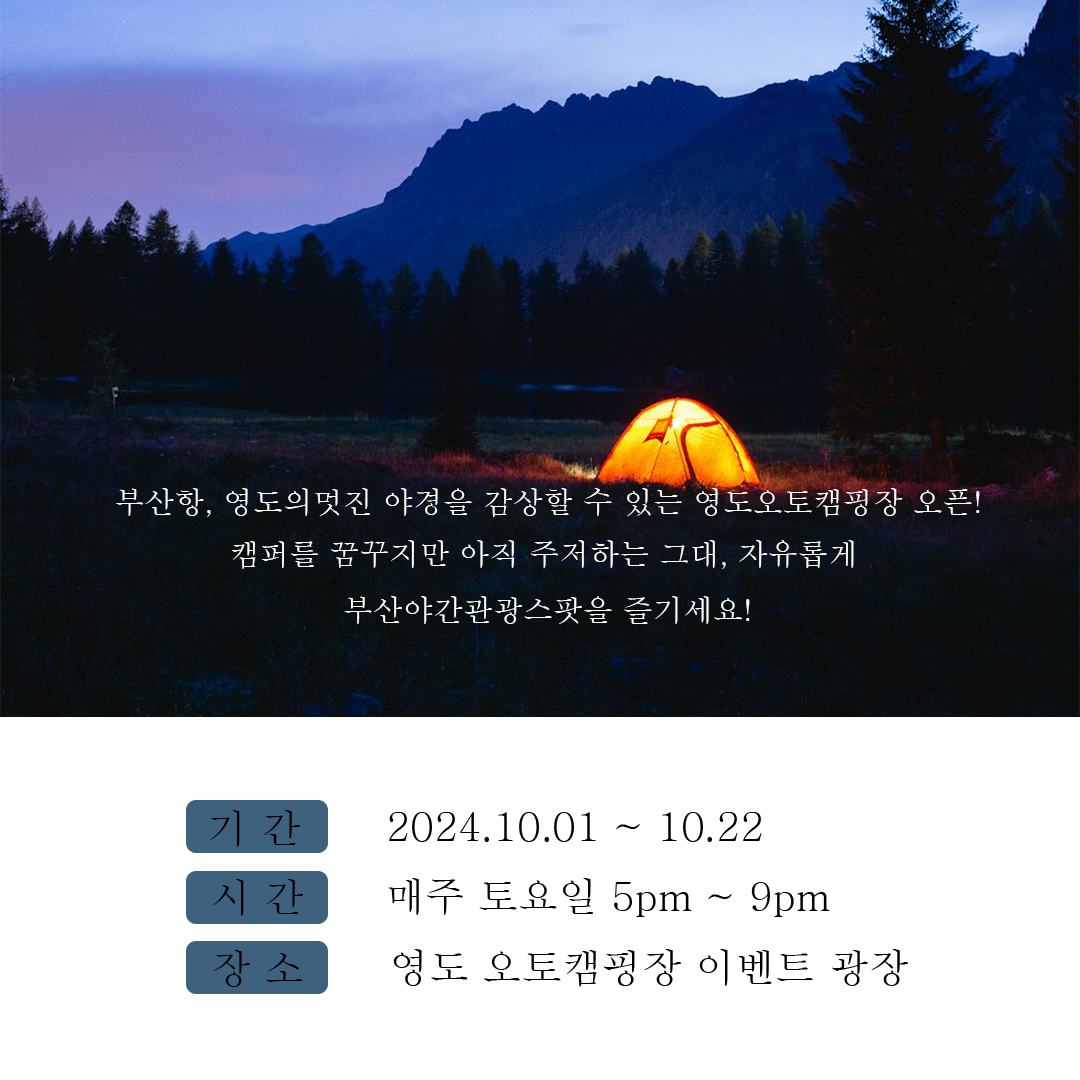 부산항, 영도의멋진 야경을 감상할 수 있는 영도오토캠핑장 오픈!
캠퍼를 꿈꾸지만 아직 주저하는 그대, 자유롭게
부산야간관광스팟을 즐기세요!
기 간 2024.10.01 ~ 10.22
시 간 매주 토요일 5pm ~ 9pm
장 소 영도 오토캠핑장 이벤트 광장